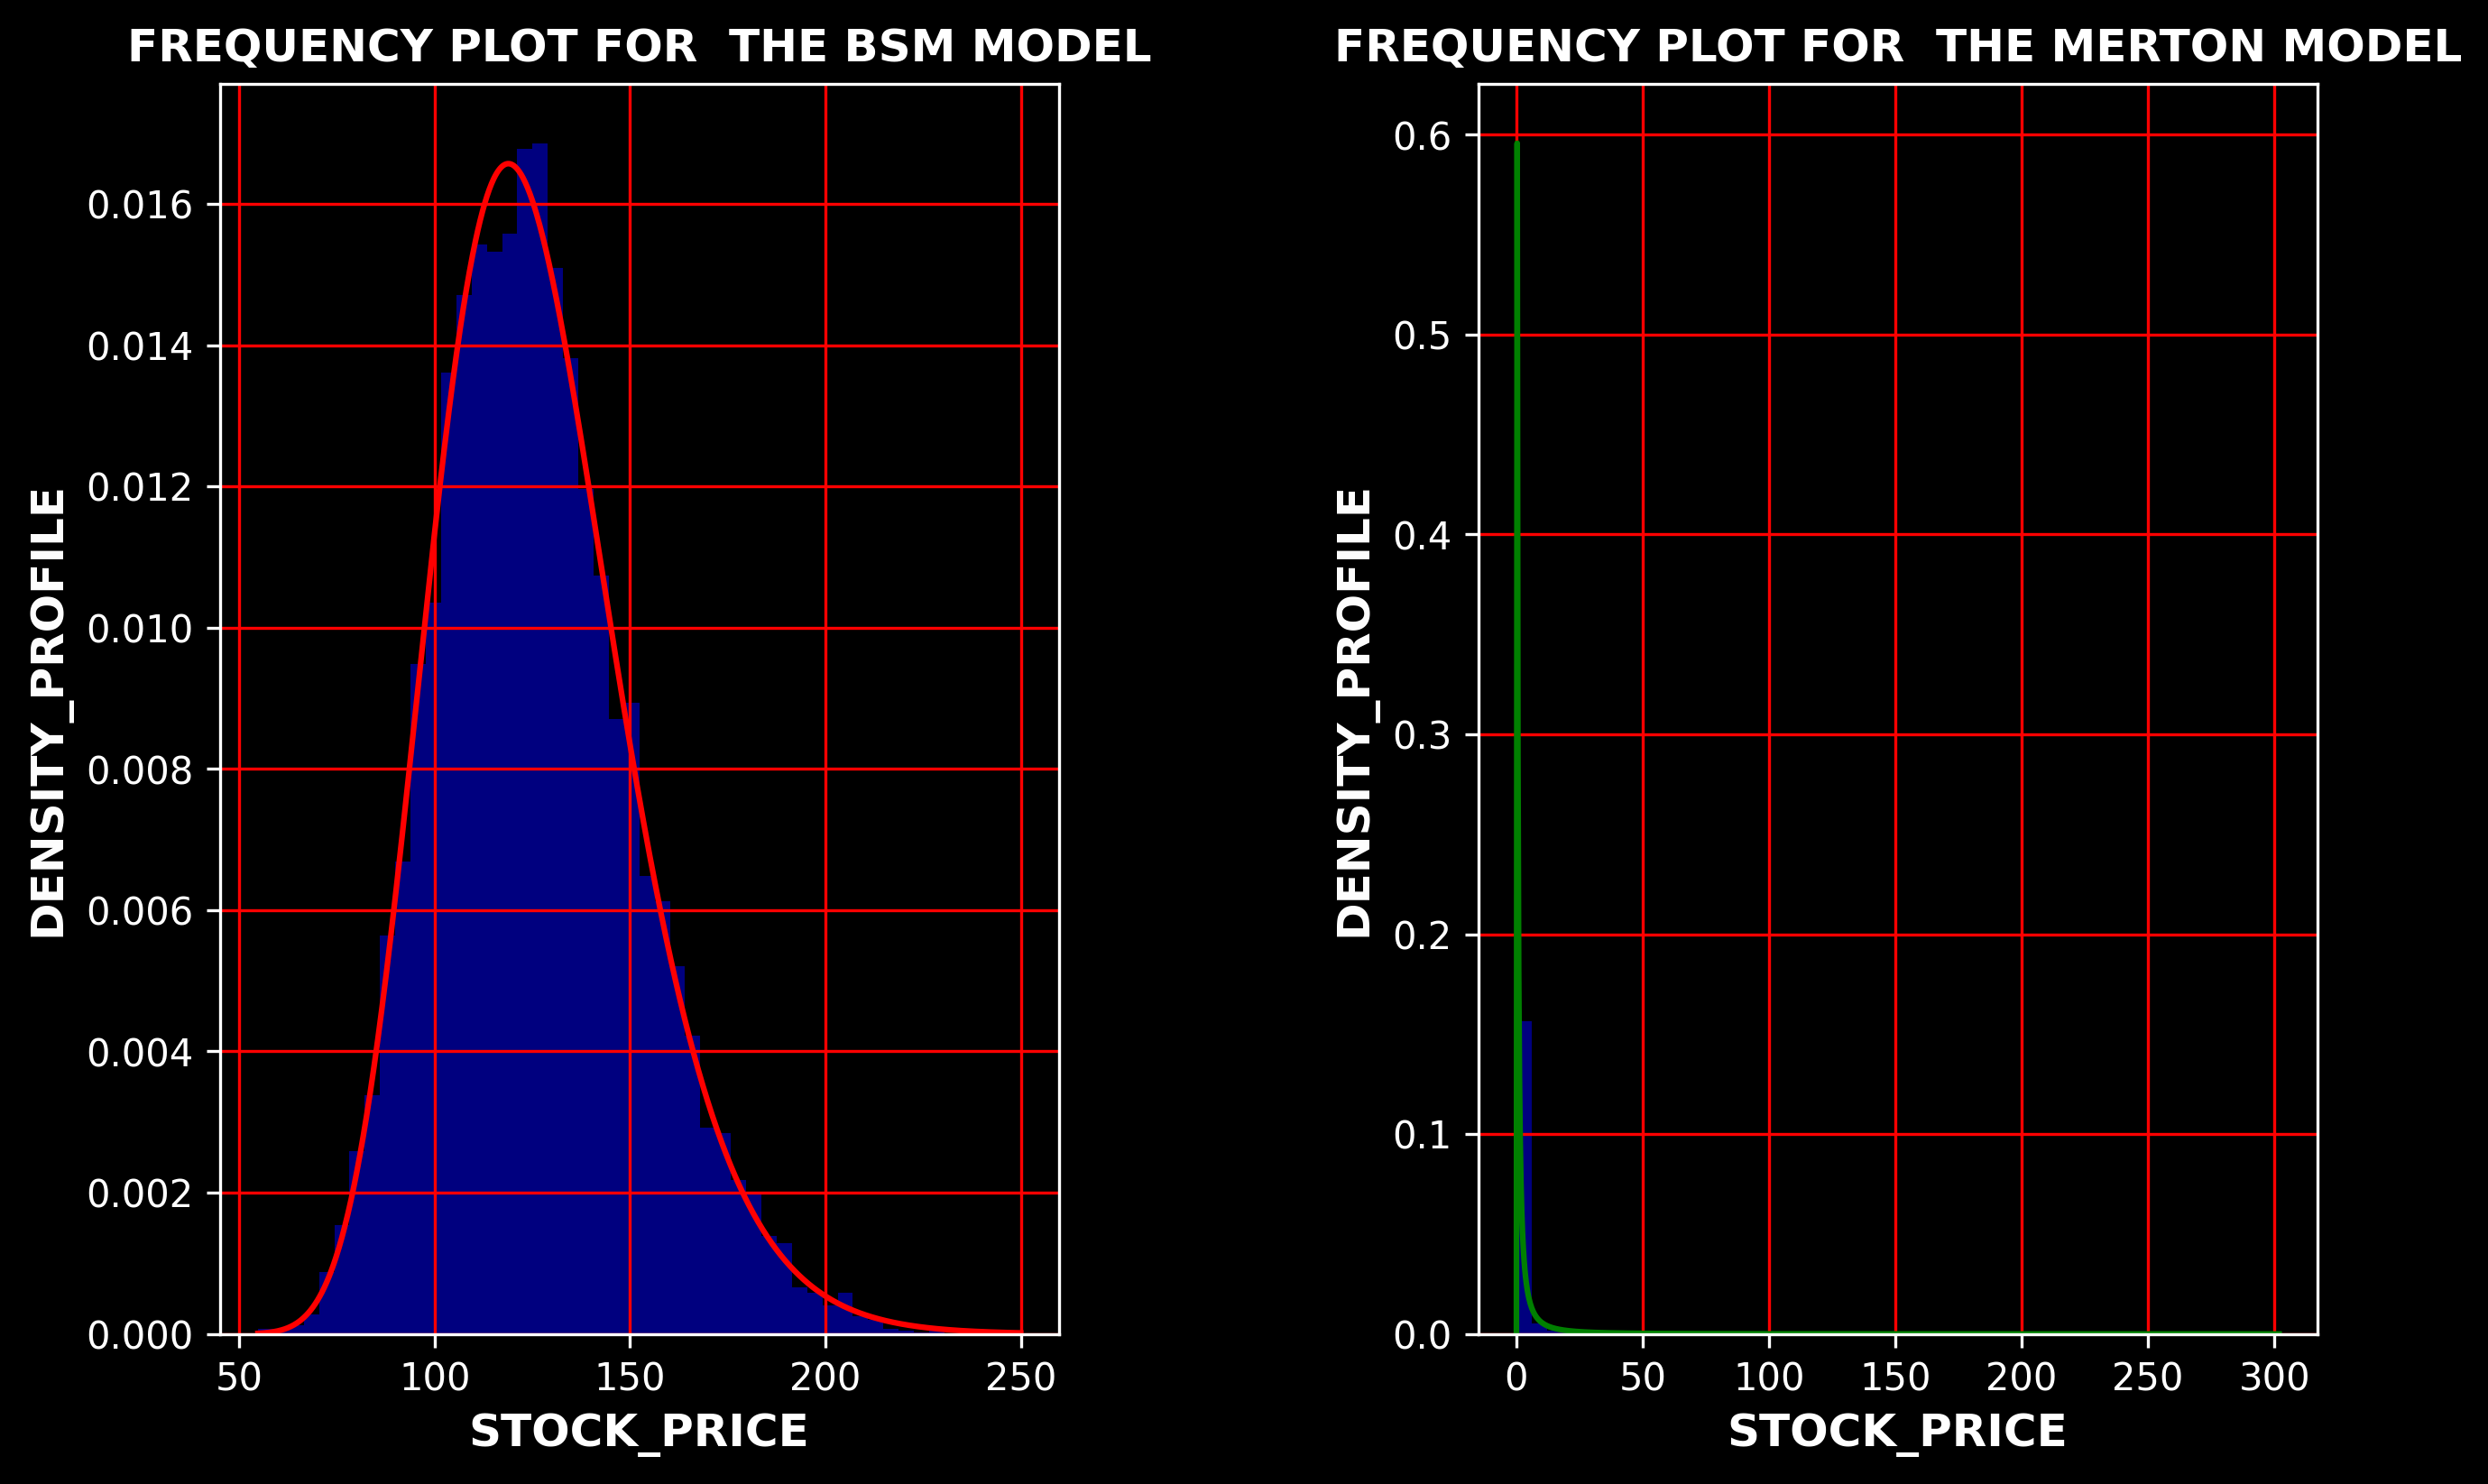 FREQUENCY PLOT FOR  THE BSM MODEL
DENSITY_PROFILE
0.016
0.014
0.012
0.010
0.008
0.006
0.004
0.002
0.000
50 100 150 200 250
STOCK_PRICE
FREQUENCY PLOT FOR  THE MERTON MODEL
DENSITY_PROFILE
0.6
0.5
0.4
0.3
0.2
0.1
0.0
0 50 100 150 200 250 300
STOCK_PRICE